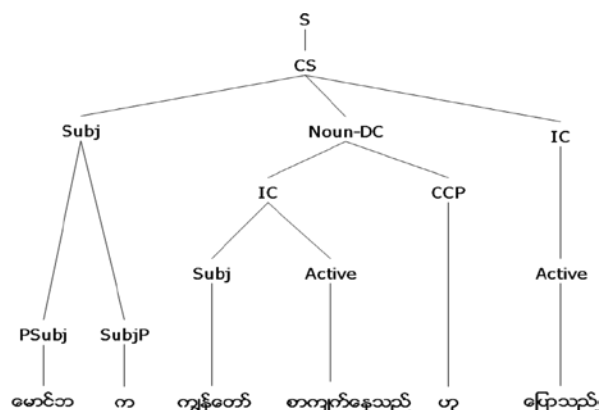 S
CS
Subj Noun-DC IC
IC CCP
Subj Active Active
PSubj SubjP
မောင်ဘ က ကျွန်တော် စာကျက်နေသည် ဟု ပြောသည်